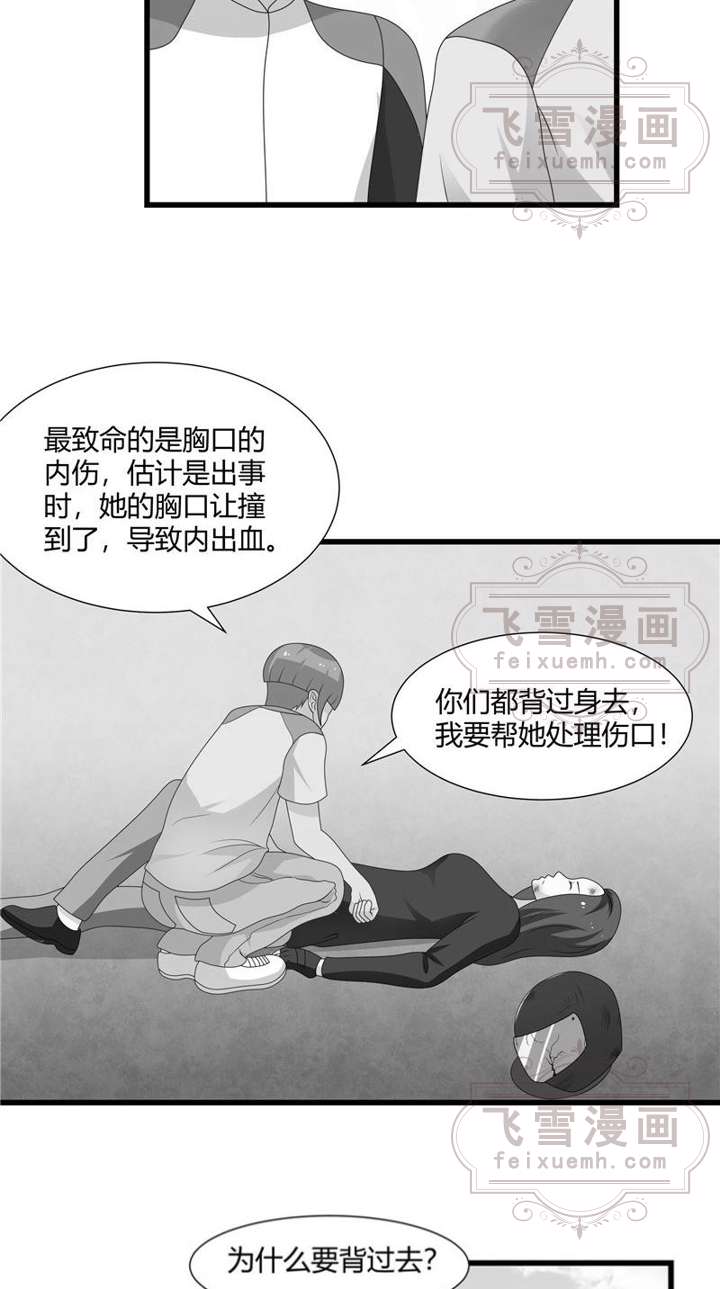 飞雪漫画
feixuemh.com
最致命的是胸口的
内伤，估计是出事
时，她的胸口让撞
到了，导致内出血。
飞雪漫画
feixuemh.com
你们都背过身去，
我要帮她处理伤口！
飞雪漫画
feixuemh.com
为什么要背过去？